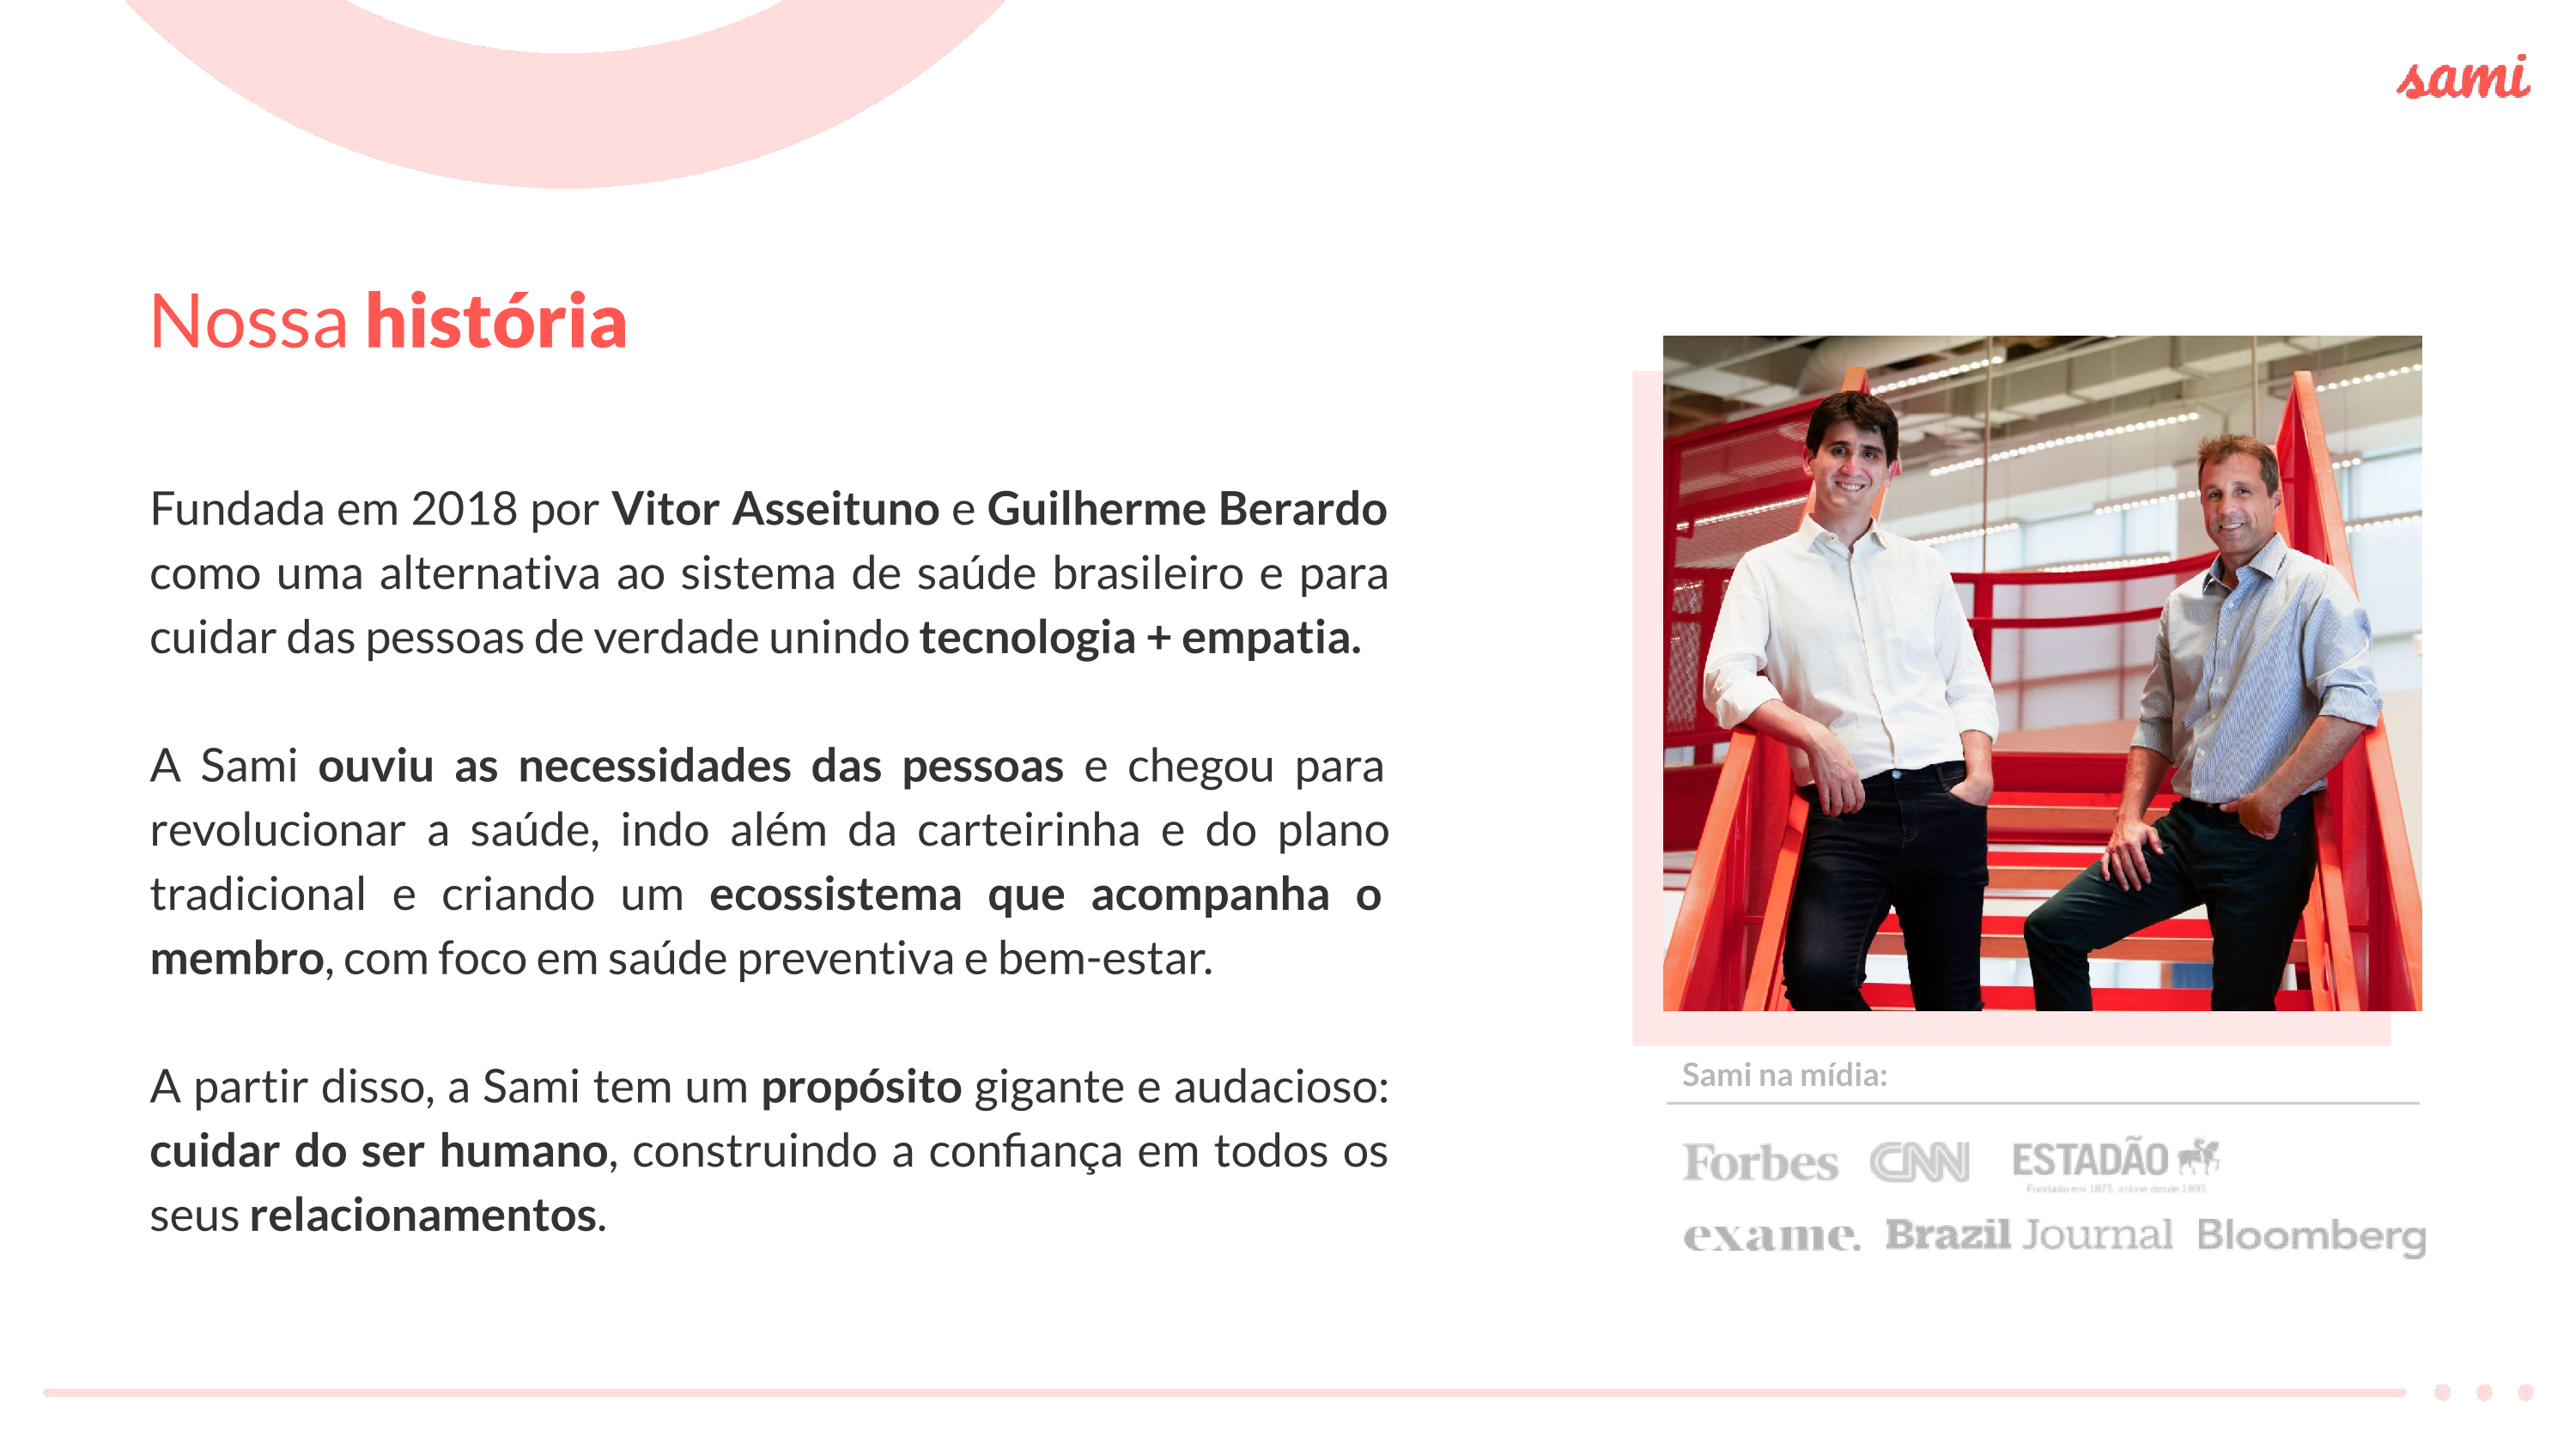 sami
Nossa história
Fundada em 2018 por Vitor Asseituno e Guilherme Berardo
como uma alternativa ao sistema de saúde brasileiro e para
cuidar das pessoas de verdade unindo tecnologia + empatia.
A Sami ouviu as necessidades das pessoas e chegou para
revolucionar a saúde, indo além da carteirinha e do plano
tradicional e criando um ecossistema que acompanha o
membro, com foco em saúde preventiva e bem-estar.
A partir disso, a Sami tem um propósito gigante e audacioso:
cuidar do ser humano, construindo a confiança em todos os
seus relacionamentos.
Sami na mídia:
Forbes CNN ESTADÃO
Fundado em 1875, online desde 1995
exame. Brazil Journal Bloomberg